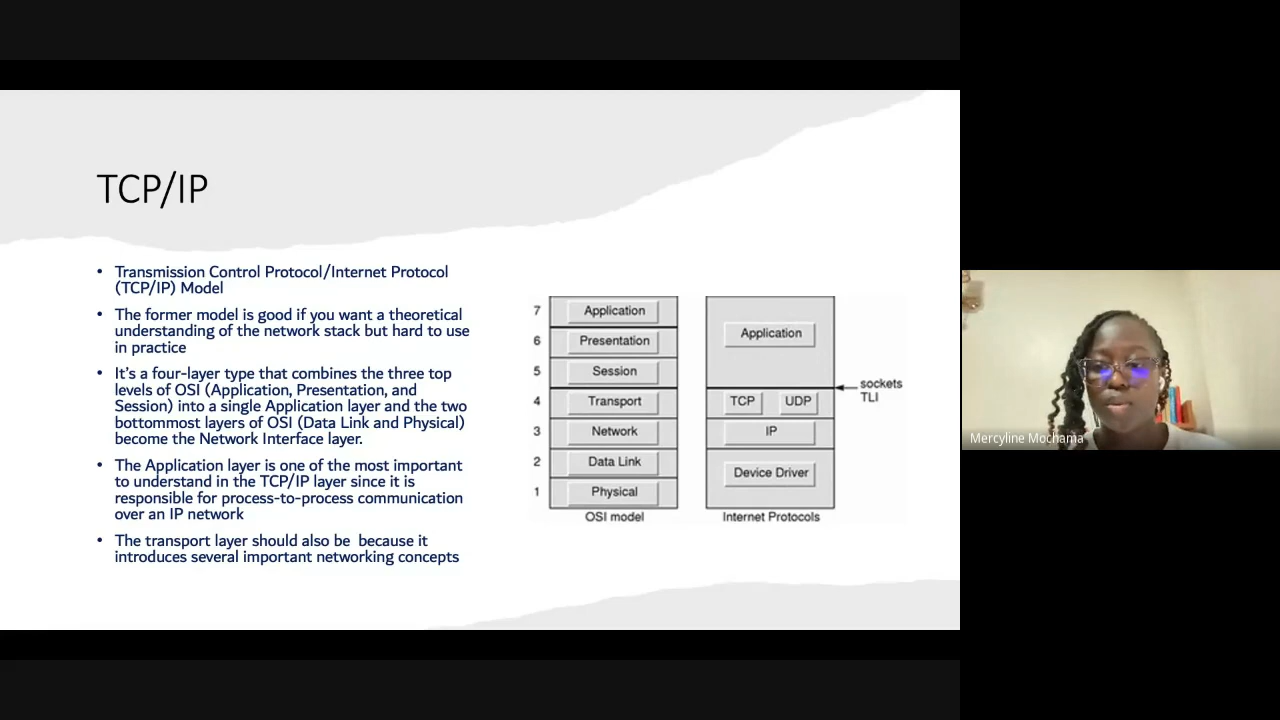 TCP/IP
• Transmission Control Protocol/Internet Protocol
(TCP/IP) Model
• The former model is good if you want a theoretical
understanding of the network stack but hard to use
in practice
• It’s a four-layer type that combines the three top
levels of OSI (Application, Presentation, and
Session) into a single Application layer and the two
bottommost layers of OSI (Data Link and Physical)
become the Network Interface layer.
• The Application layer is one of the most important
to understand in the TCP/IP layer since it is
responsible for process-to-process communication
over an IP network
• The transport layer should also be  because it
introduces several important networking concepts
7 Application
6 Presentation
5 Session
4 Transport
3 Network
2 Data Link
1 Physical
OSI model
Application
sockets
TLI
TCP UDP
IP
Device Driver
Internet Protocols
Mercyline Mochama